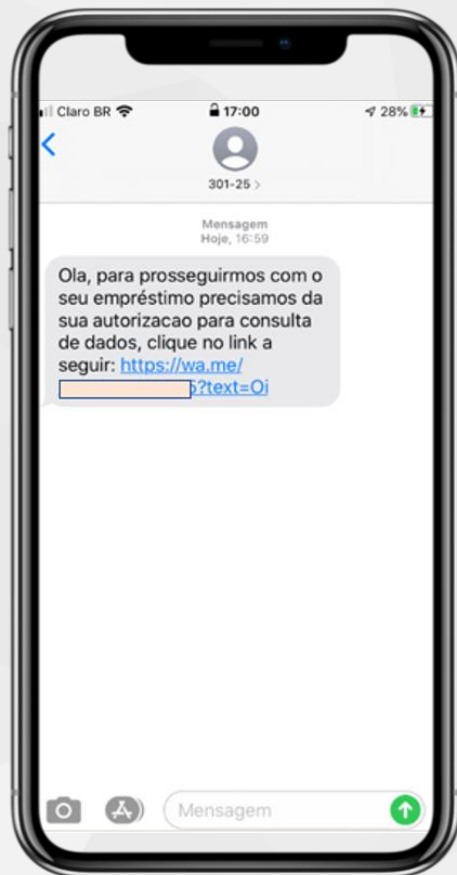 Claro BR
17:00
28%
301-25 >
Mensagem
Hoje, 16:59
Ola, para prosseguirmos com o
seu empréstimo precisamos da
sua autorizacao para consulta
de dados, clique no link a
seguir: https://wa.me/
5?text=Oi
Mensagem